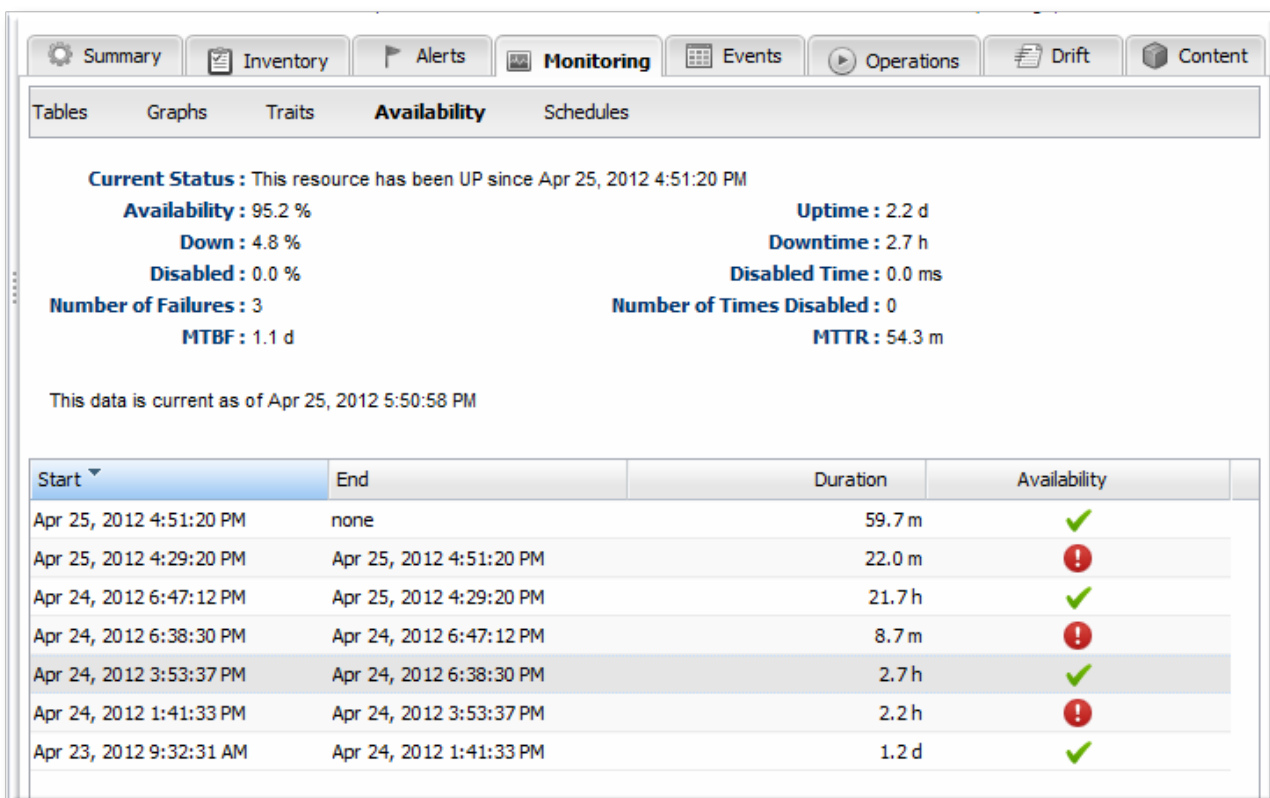 Summary Inventory Alerts Monitoring Events Operations Drift Content
Tables Graphs Traits Availability Schedules
Current Status : This resource has been UP since Apr 25, 2012 4:51:20 PM
Availability : 95.2 % Uptime : 2.2 d
Down : 4.8 % Downtime : 2.7 h
Disabled : 0.0 % Disabled Time : 0.0 ms
Number of Failures : 3 Number of Times Disabled : 0
MTBF : 1.1 d MTTR : 54.3 m
This data is current as of Apr 25, 2012 5:50:58 PM
Start End Duration Availability
Apr 25, 2012 4:51:20 PM none 59.7 m
Apr 25, 2012 4:29:20 PM Apr 25, 2012 4:51:20 PM 22.0 m
Apr 24, 2012 6:47:12 PM Apr 25, 2012 4:29:20 PM 21.7 h
Apr 24, 2012 6:38:30 PM Apr 24, 2012 6:47:12 PM 8.7 m
Apr 24, 2012 3:53:37 PM Apr 24, 2012 6:38:30 PM 2.7 h
Apr 24, 2012 1:41:33 PM Apr 24, 2012 3:53:37 PM 2.2 h
Apr 23, 2012 9:32:31 AM Apr 24, 2012 1:41:33 PM 1.2 d